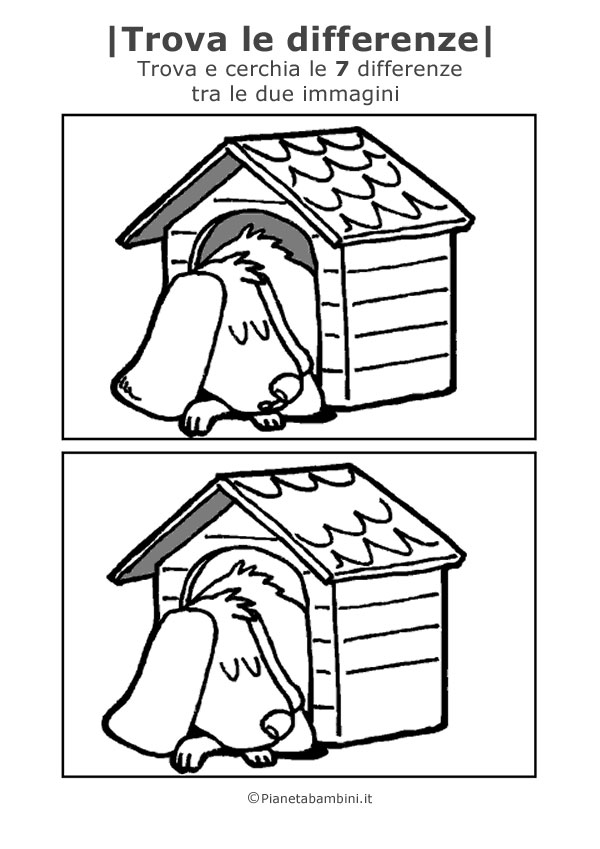 |Trova le differenze|
Trova e cerchia le 7 differenze
tra le due immagini
©Pianetabambini.it